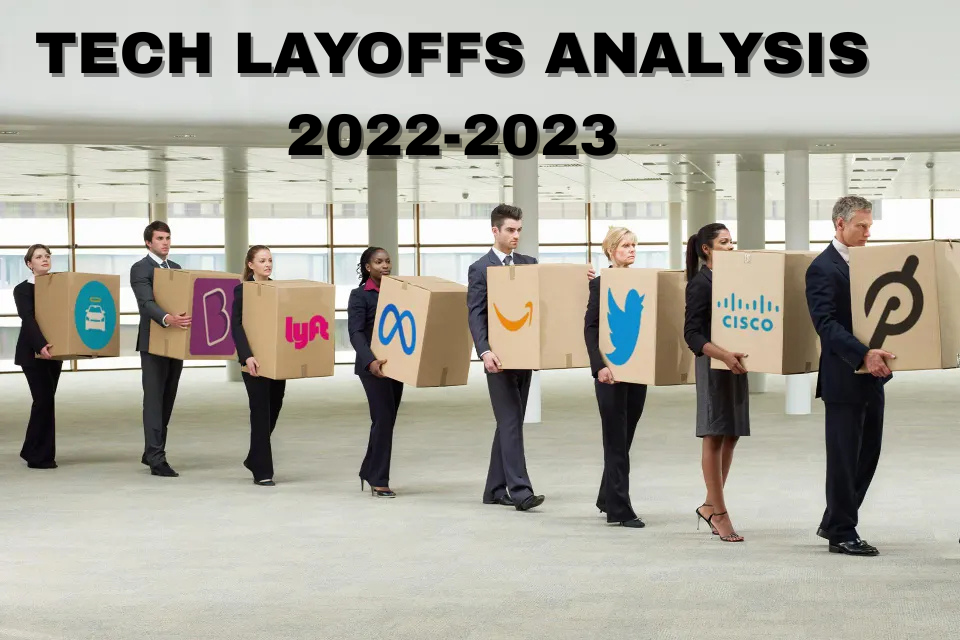 TECH LAYOFFS ANALYSIS
2022-2023
lyft
CISCO